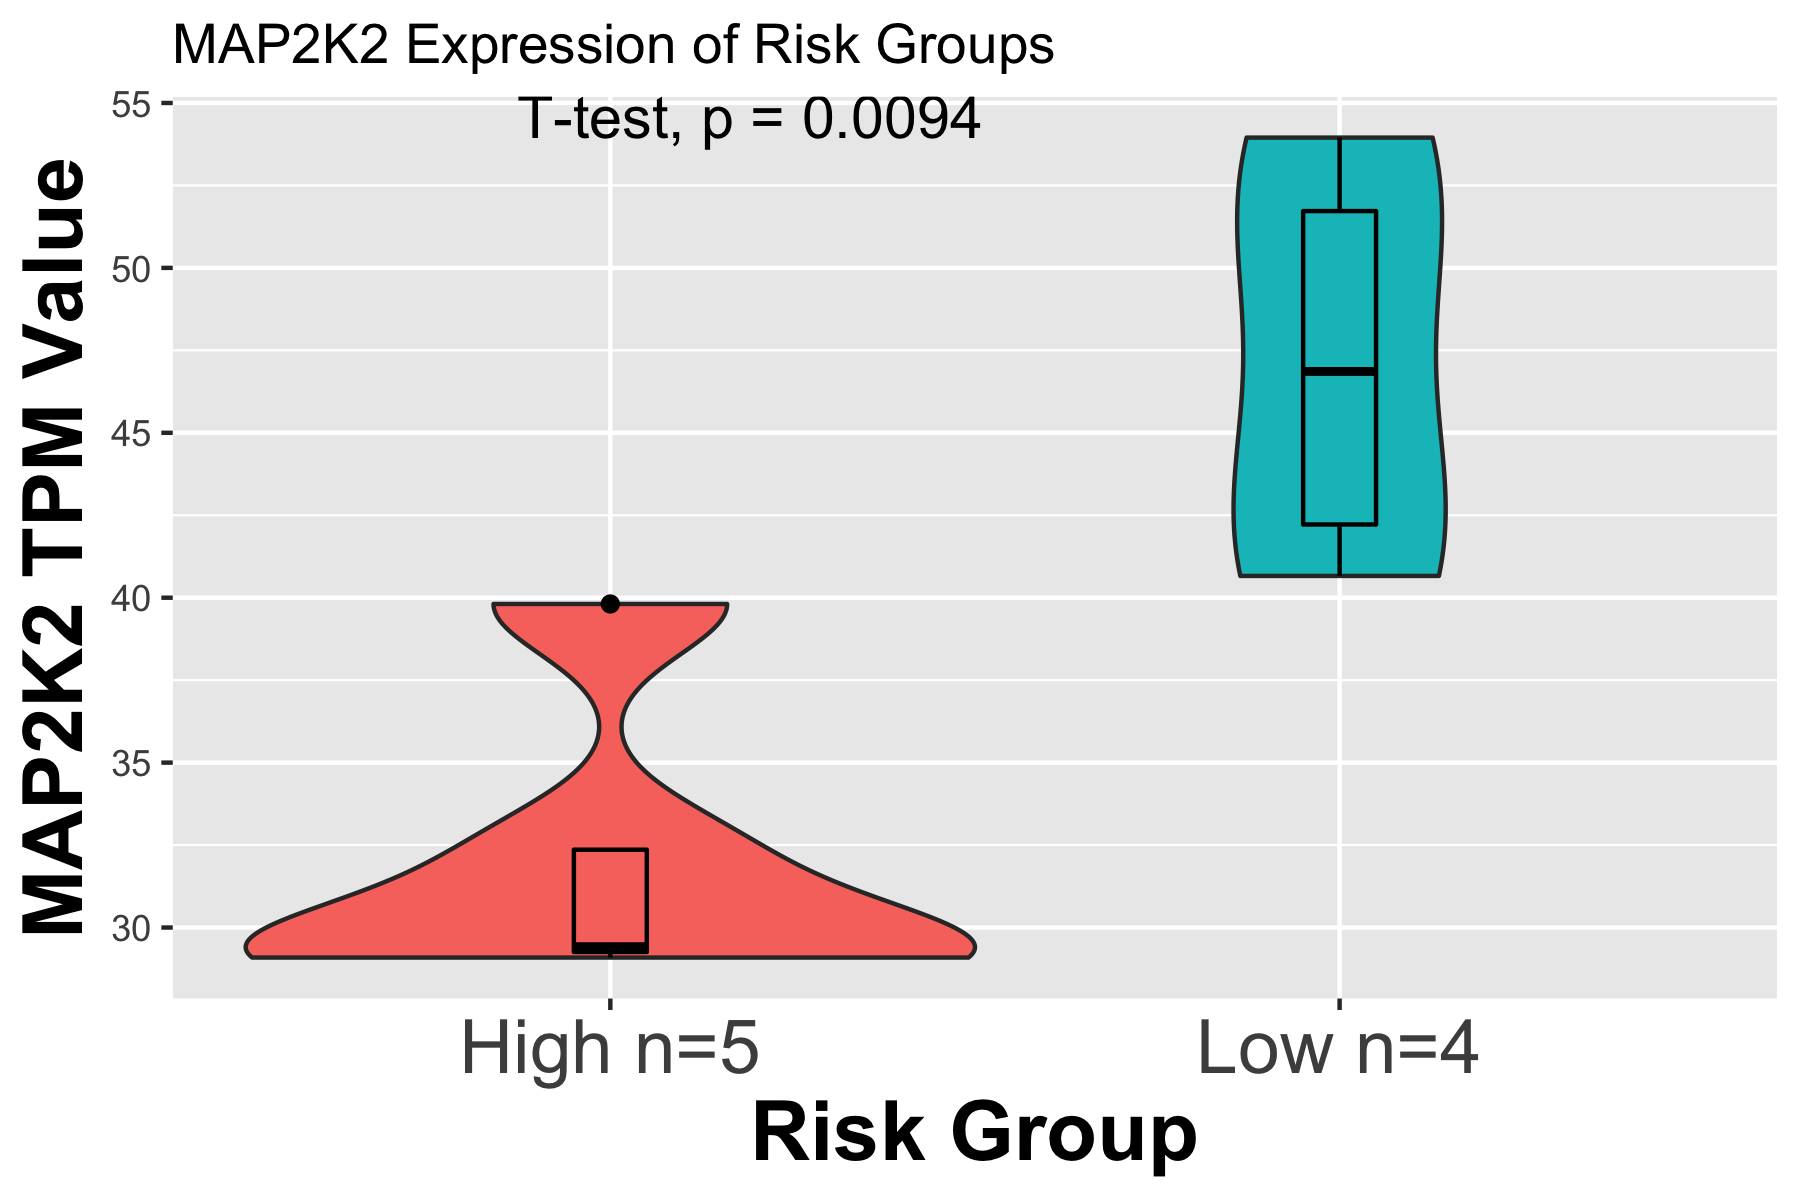 MAP2K2 Expression of Risk Groups
T-test, p = 0.0094
MAP2K2 TPM Value
55
50
45
40
35
30
High n=5
Low n=4
Risk Group